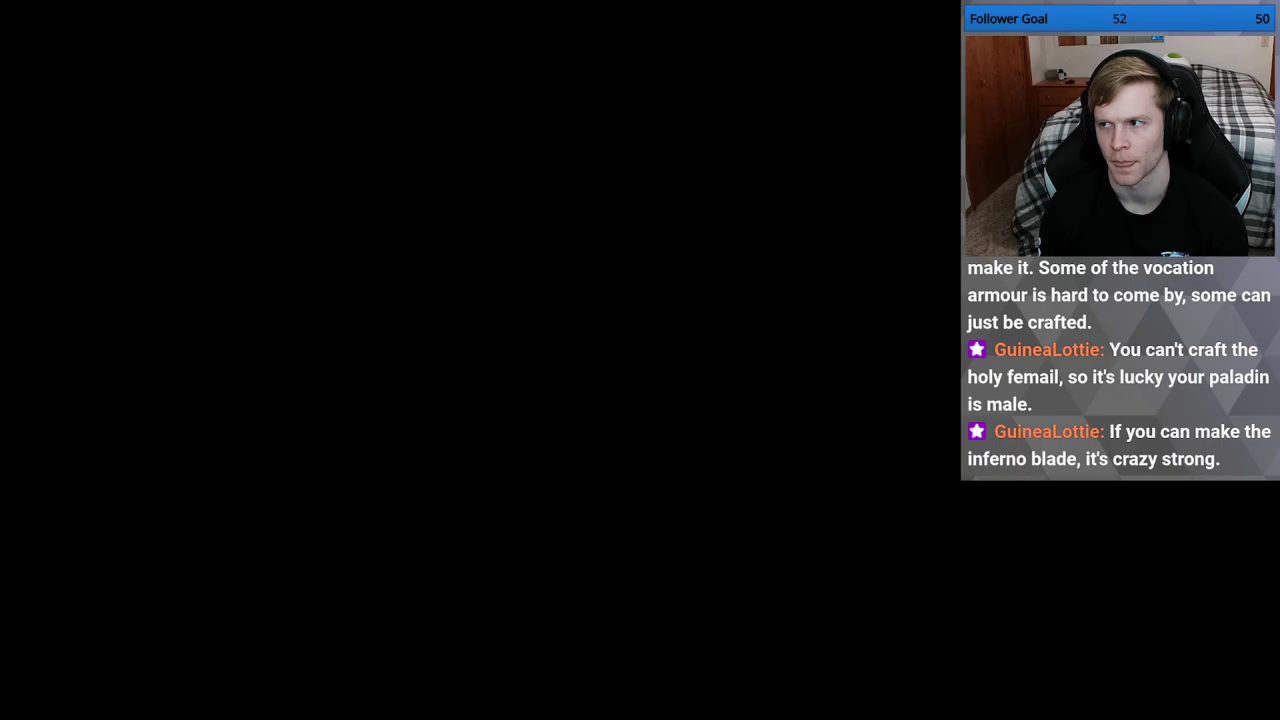 Follower Goal 52 50
make it. Some of the vocation
armour is hard to come by, some can
just be crafted.
GuineaLottie: You can't craft the
holy femail, so it's lucky your paladin
is male.
GuineaLottie: If you can make the
inferno blade, it's crazy strong.